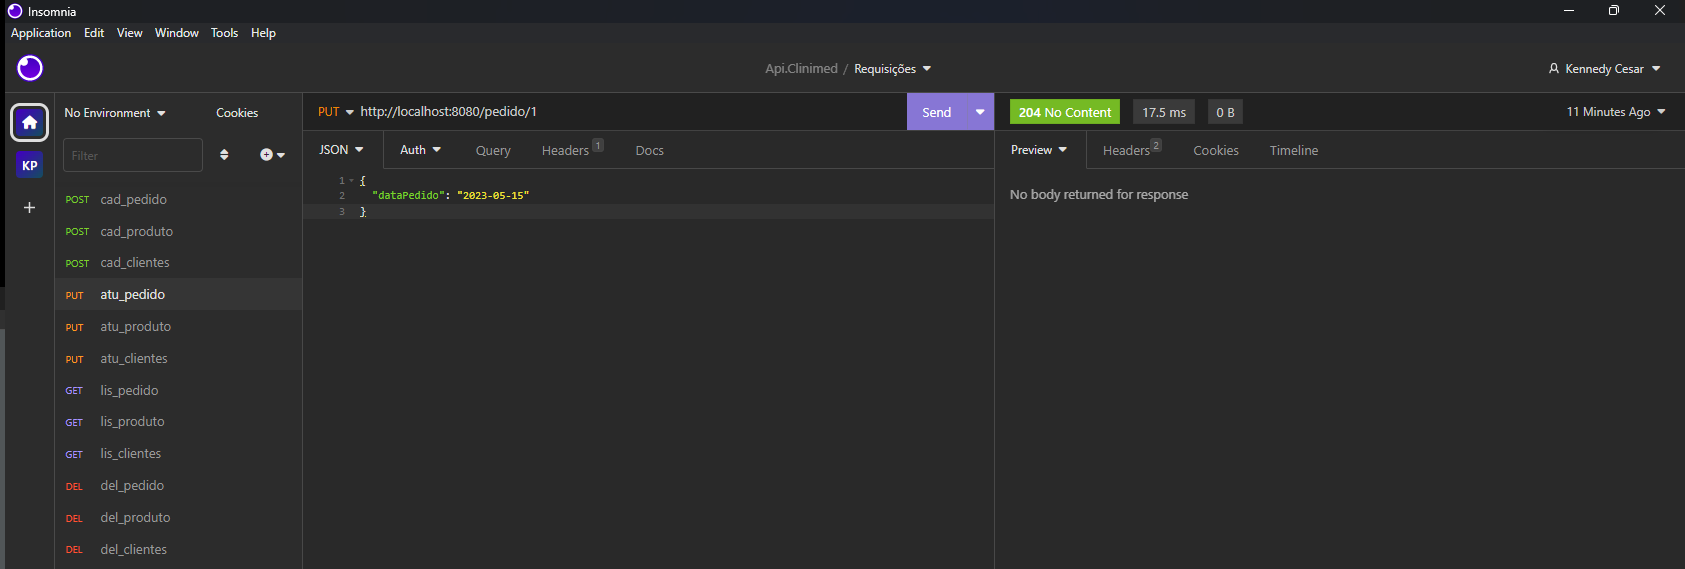 Insomnia
Application Edit View Window Tools Help
Api.Clinimed / Requisições
Kennedy Cesar
No Environment
Cookies
Filter
KP
POST cad_pedido
POST cad_produto
POST cad_clientes
PUT atu_pedido
PUT atu_produto
PUT atu_clientes
GET lis_pedido
GET lis_produto
GET lis_clientes
DEL del_pedido
DEL del_produto
DEL del_clientes
PUT http://localhost:8080/pedido/1
Send
JSON Auth Query Headers 1 Docs
1 {
2 "dataPedido": "2023-05-15"
3 }
204 No Content 17.5 ms 0 B
11 Minutes Ago
Preview Headers 2 Cookies Timeline
No body returned for response